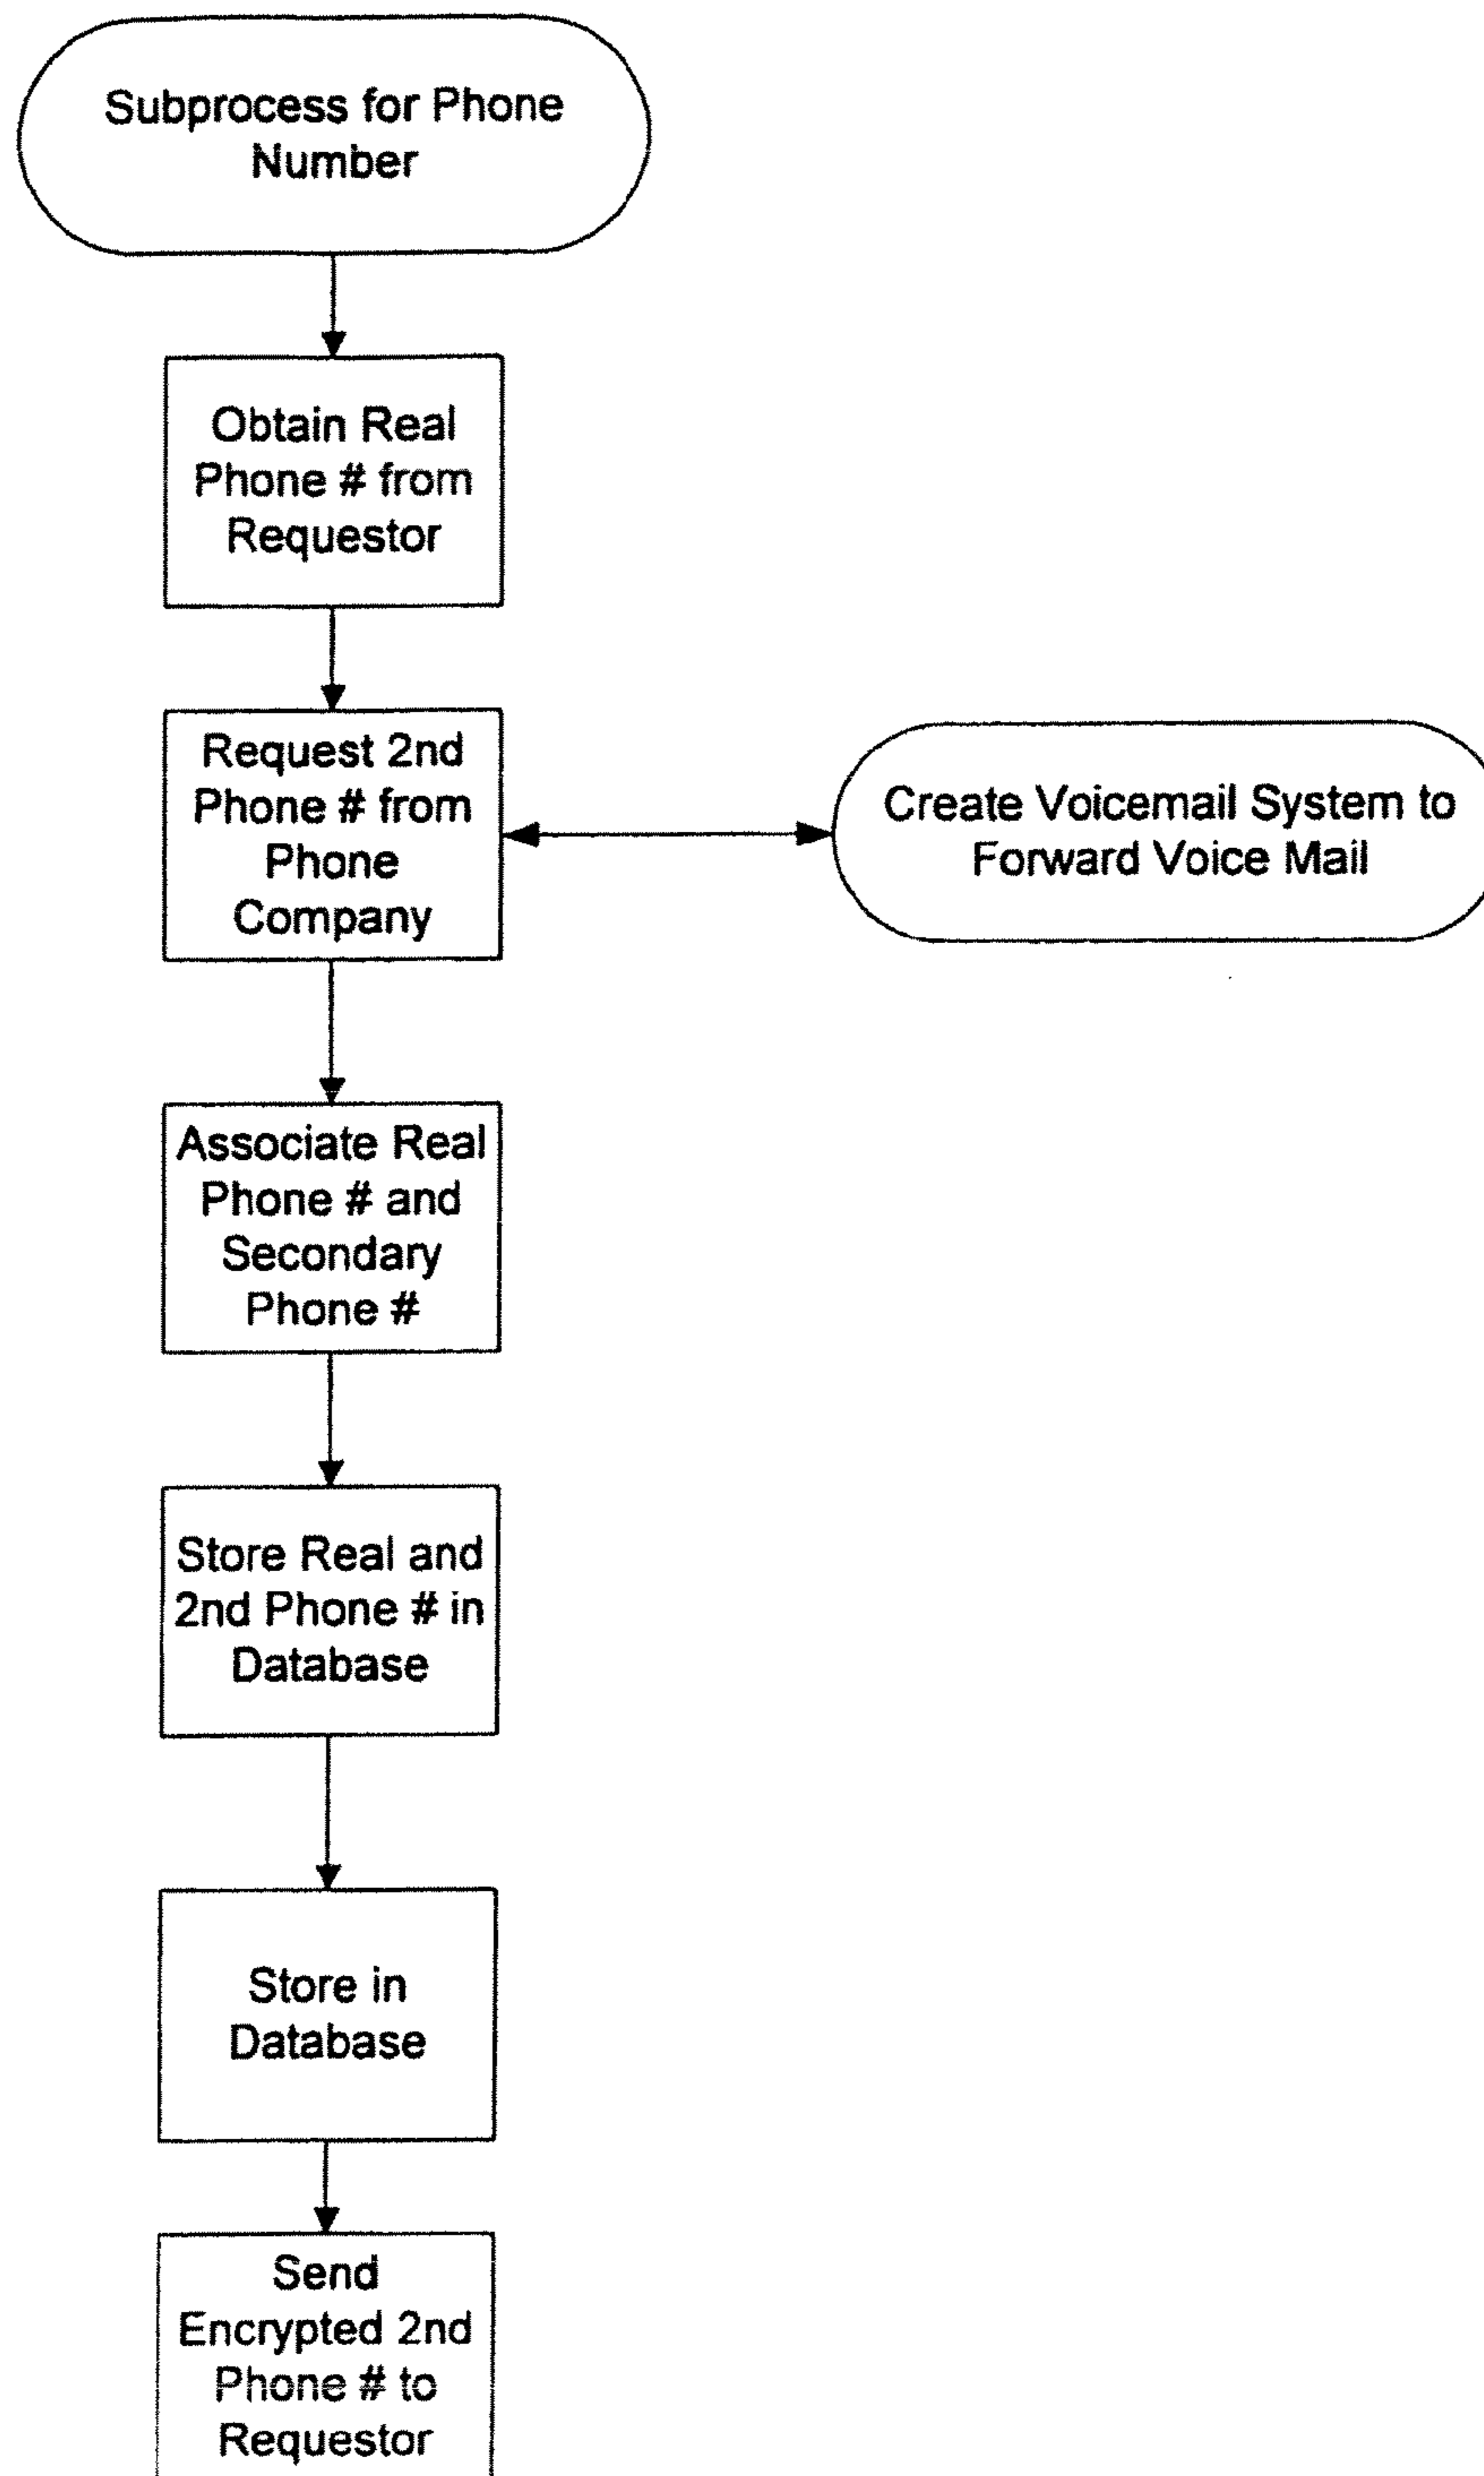 Subprocess for Phone
Number
Obtain Real
Phone # from
Requestor
Request 2nd
Phone # from
Phone
Company
Create Voicemail System to
Forward Voice Mail
Associate Real
Phone # and
Secondary
Phone #
Store Real and
2nd Phone # in
Database
Store in
Database
Send
Encrypted 2nd
Phone # to
Requestor